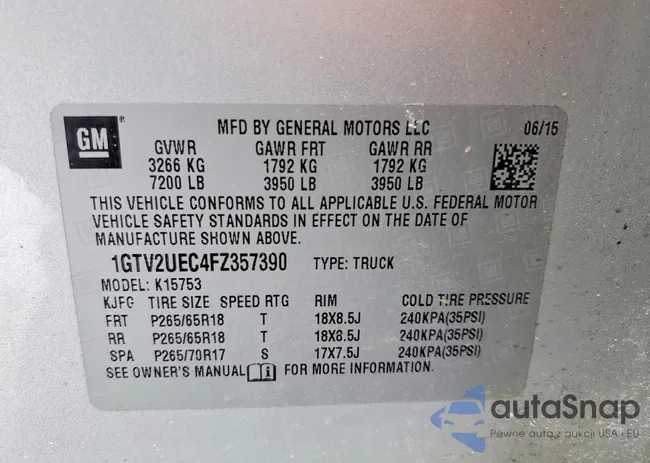 GM
MFD BY GENERAL MOTORS LLC 06/15
GVWR GAWR FRT GAWR RR
3266 KG 1792 KG 1792 KG
7200 LB 3950 LB 3950 LB
THIS VEHICLE CONFORMS TO ALL APPLICABLE U.S. FEDERAL MOTOR
VEHICLE SAFETY STANDARDS IN EFFECT ON THE DATE OF
MANUFACTURE SHOWN ABOVE.
1GTV2UEC4FZ357390 TYPE: TRUCK
MODEL: K15753
KJFG TIRE SIZE SPEED RTG RIM COLD TIRE PRESSURE
FRT P265/65R18 T 18X8.5J 240KPA(35PSI)
RR P265/65R18 T 18X8.5J 240KPA(35PSI)
SPA P265/70R17 S 17X7.5J 240KPA(35PSI)
SEE OWNER'S MANUAL FOR MORE INFORMATION.
autaSnap
Pewne auta z aukcji USA - EU